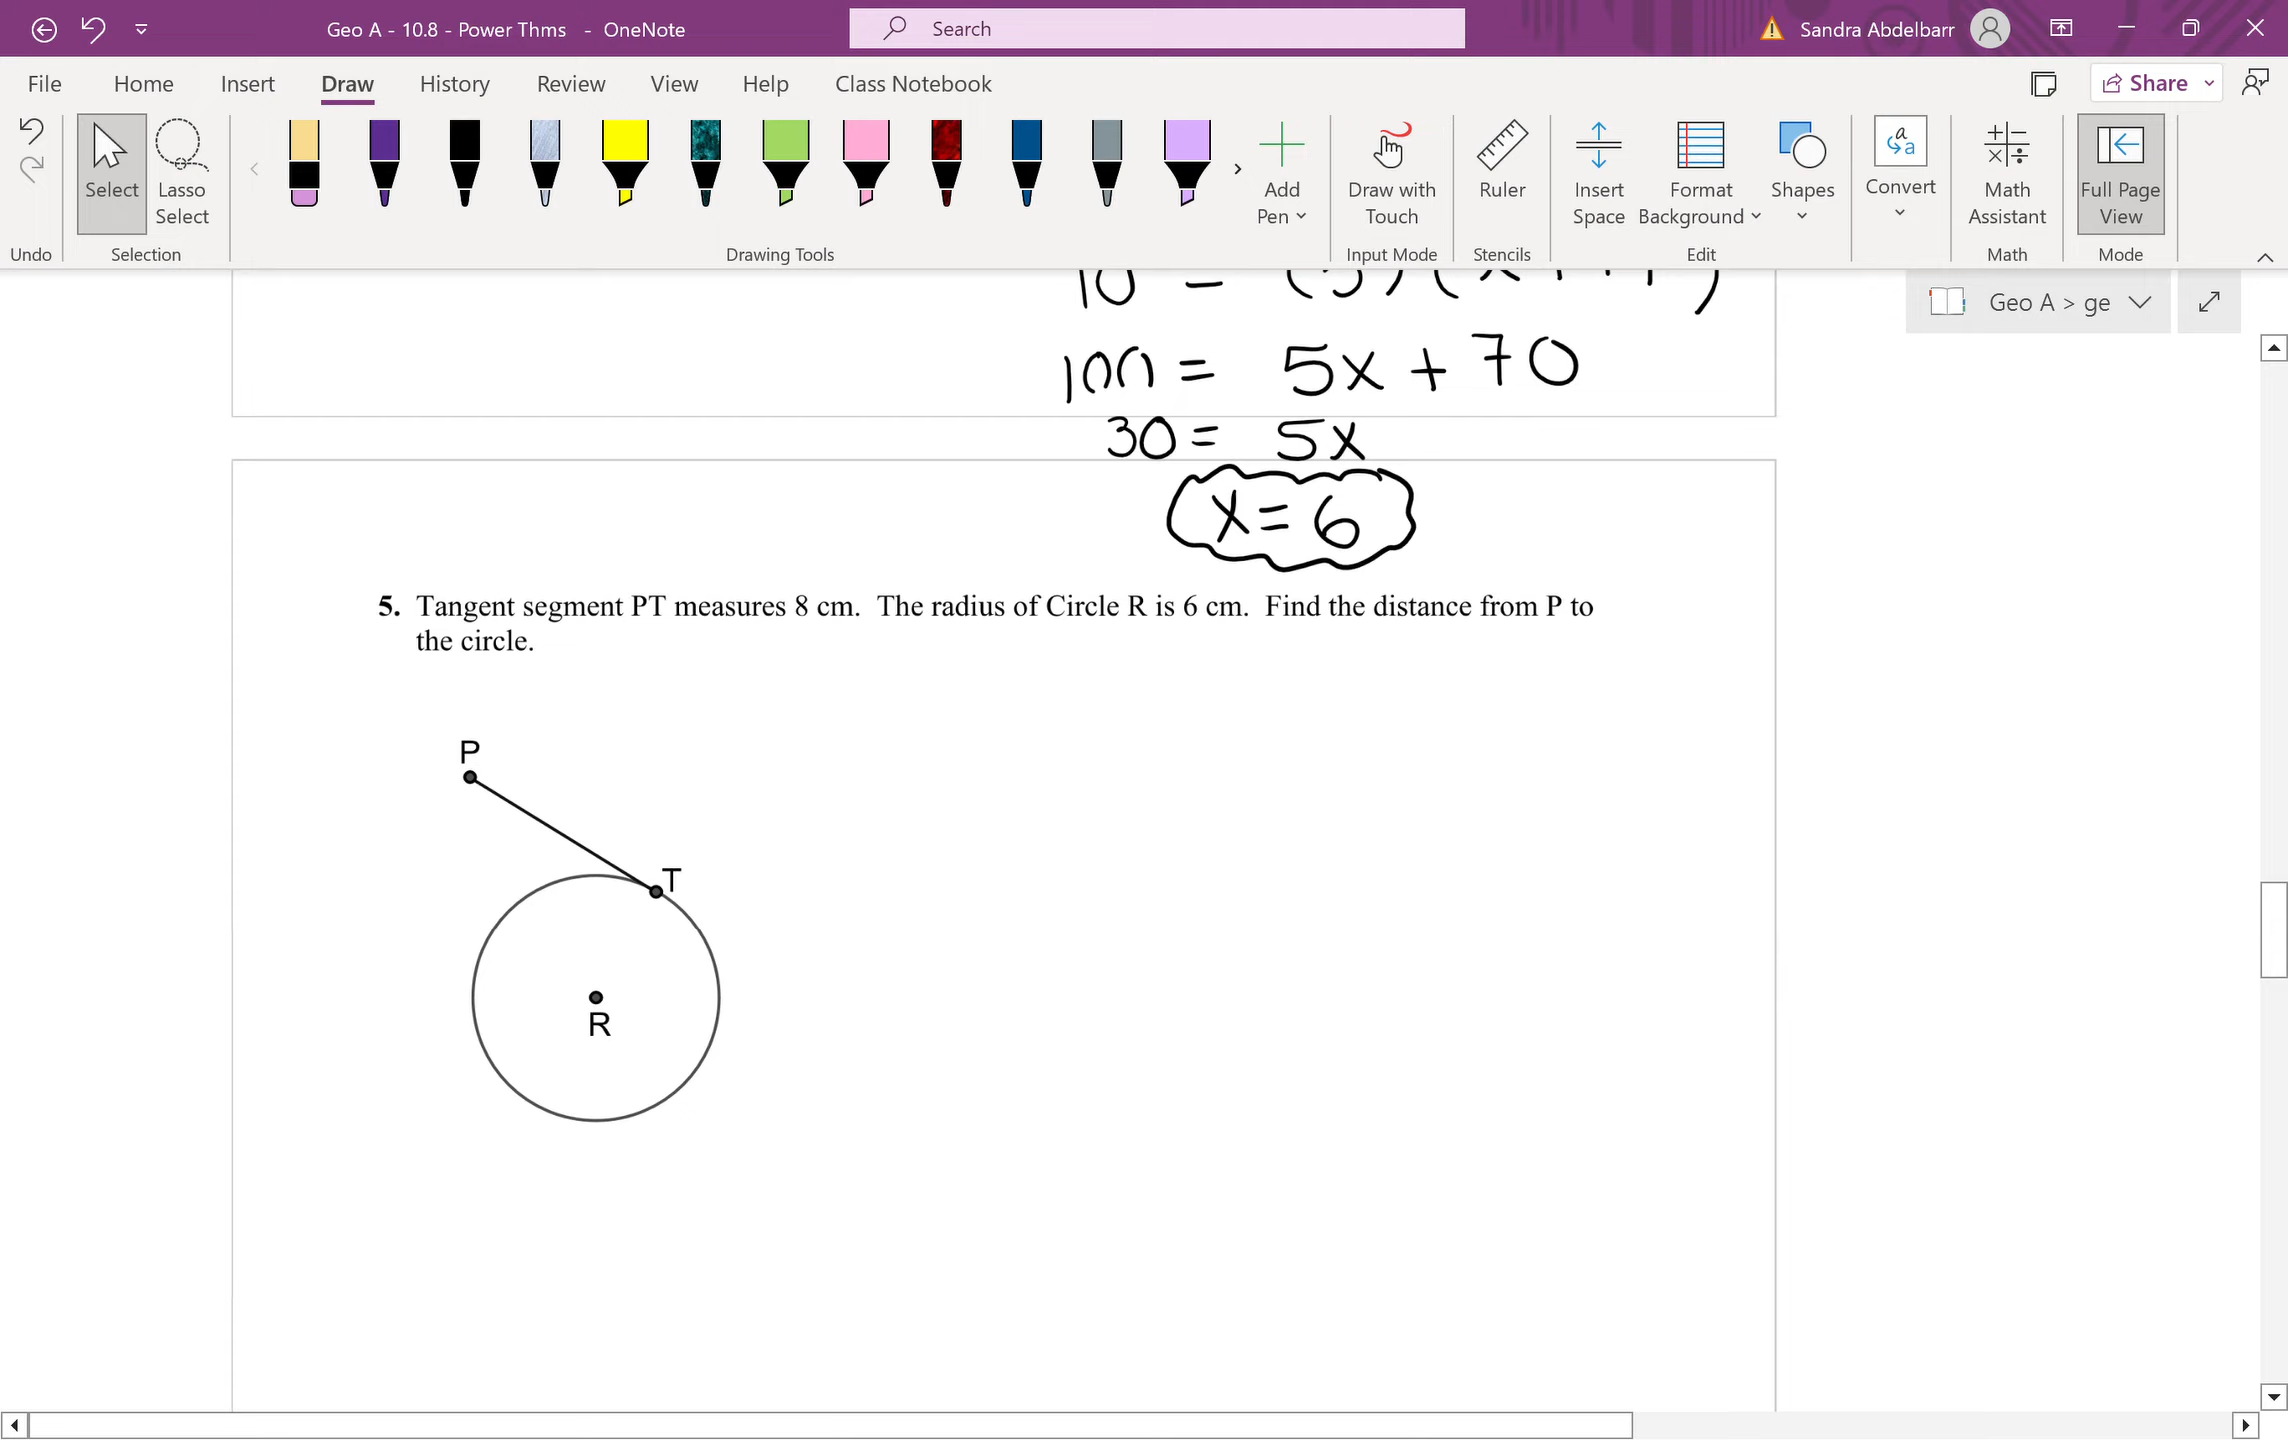 Geo A - 10.8 - Power Thms - OneNote
Search
Sandra Abdelbarr
File Home Insert Draw History Review View Help Class Notebook
Share
Select
Lasso Select
Add Pen
Draw with Touch
Ruler
Insert Space
Format Background
Shapes
Convert
Math Assistant
Full Page View
Undo Selection Drawing Tools Input Mode Stencils Edit Math Mode
Geo A > ge
100 = 5x + 70
30 = 5x
x = 6
5. Tangent segment PT measures 8 cm. The radius of Circle R is 6 cm. Find the distance from P to
the circle.
P
T
R